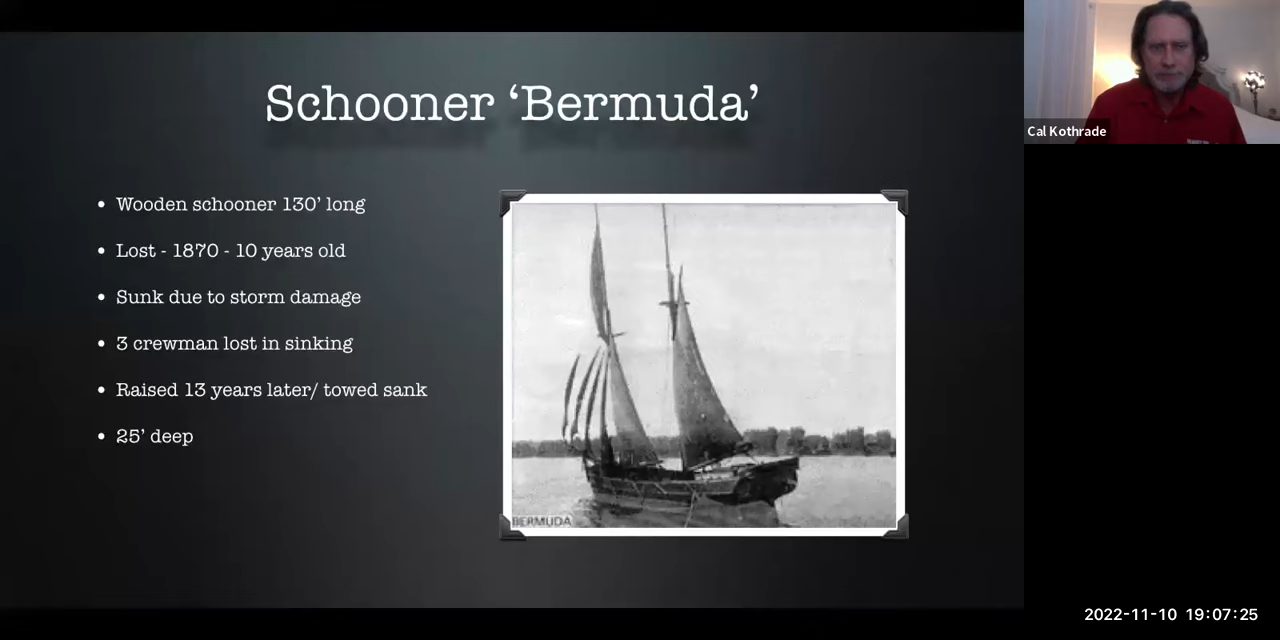 Schooner ‘Bermuda’
• Wooden schooner 130’ long
• Lost - 1870 - 10 years old
• Sunk due to storm damage
• 3 crewman lost in sinking
• Raised 13 years later/ towed sank
• 25’ deep
BERMUDA
Cal Kothrade
2022-11-10 19:07:25